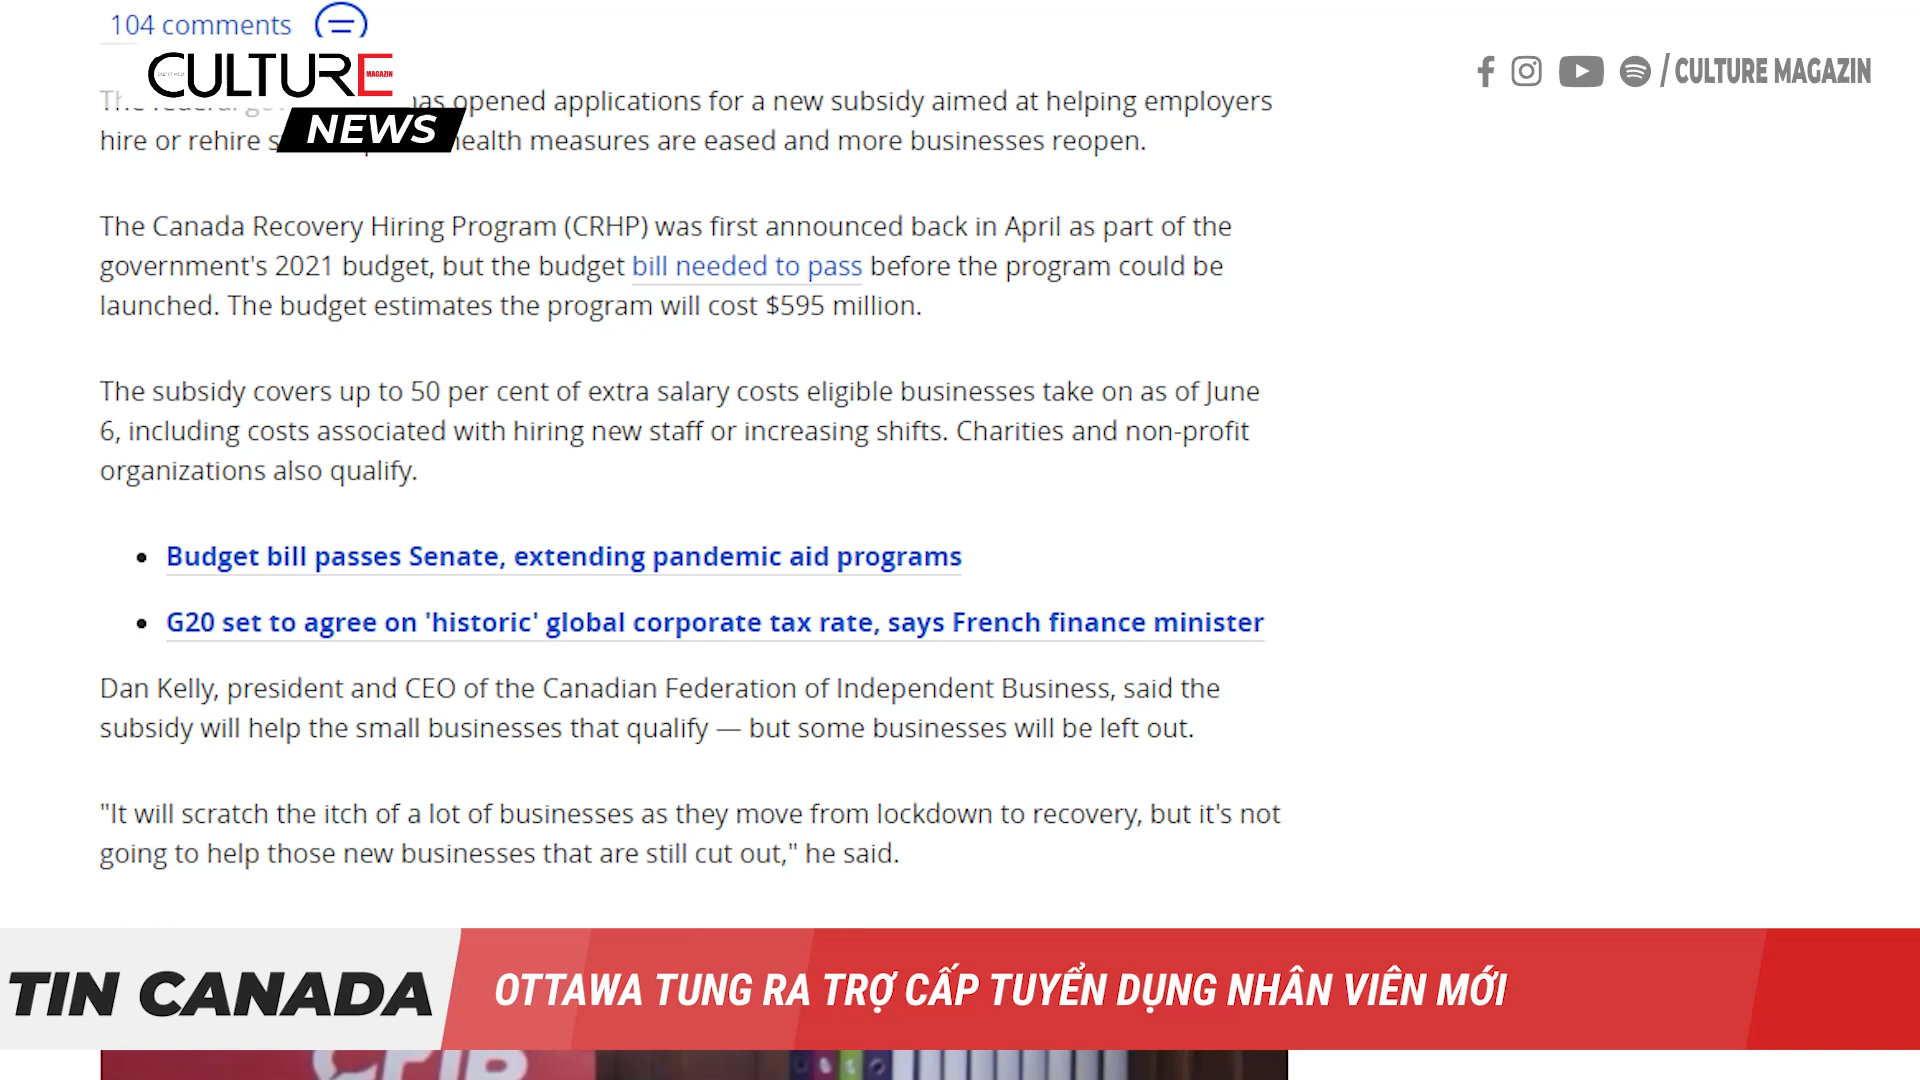 104 comments
CULTURE
MAGAZIN
NEWS
/ CULTURE MAGAZIN
has opened applications for a new subsidy aimed at helping employers
hire or rehire health measures are eased and more businesses reopen.
The Canada Recovery Hiring Program (CRHP) was first announced back in April as part of the
government's 2021 budget, but the budget bill needed to pass before the program could be
launched. The budget estimates the program will cost $595 million.
The subsidy covers up to 50 per cent of extra salary costs eligible businesses take on as of June
6, including costs associated with hiring new staff or increasing shifts. Charities and non-profit
organizations also qualify.
• Budget bill passes Senate, extending pandemic aid programs
• G20 set to agree on 'historic' global corporate tax rate, says French finance minister
Dan Kelly, president and CEO of the Canadian Federation of Independent Business, said the
subsidy will help the small businesses that qualify — but some businesses will be left out.
"It will scratch the itch of a lot of businesses as they move from lockdown to recovery, but it's not
going to help those new businesses that are still cut out," he said.
TIN CANADA
OTTAWA TUNG RA TRỢ CẤP TUYỂN DỤNG NHÂN VIÊN MỚI